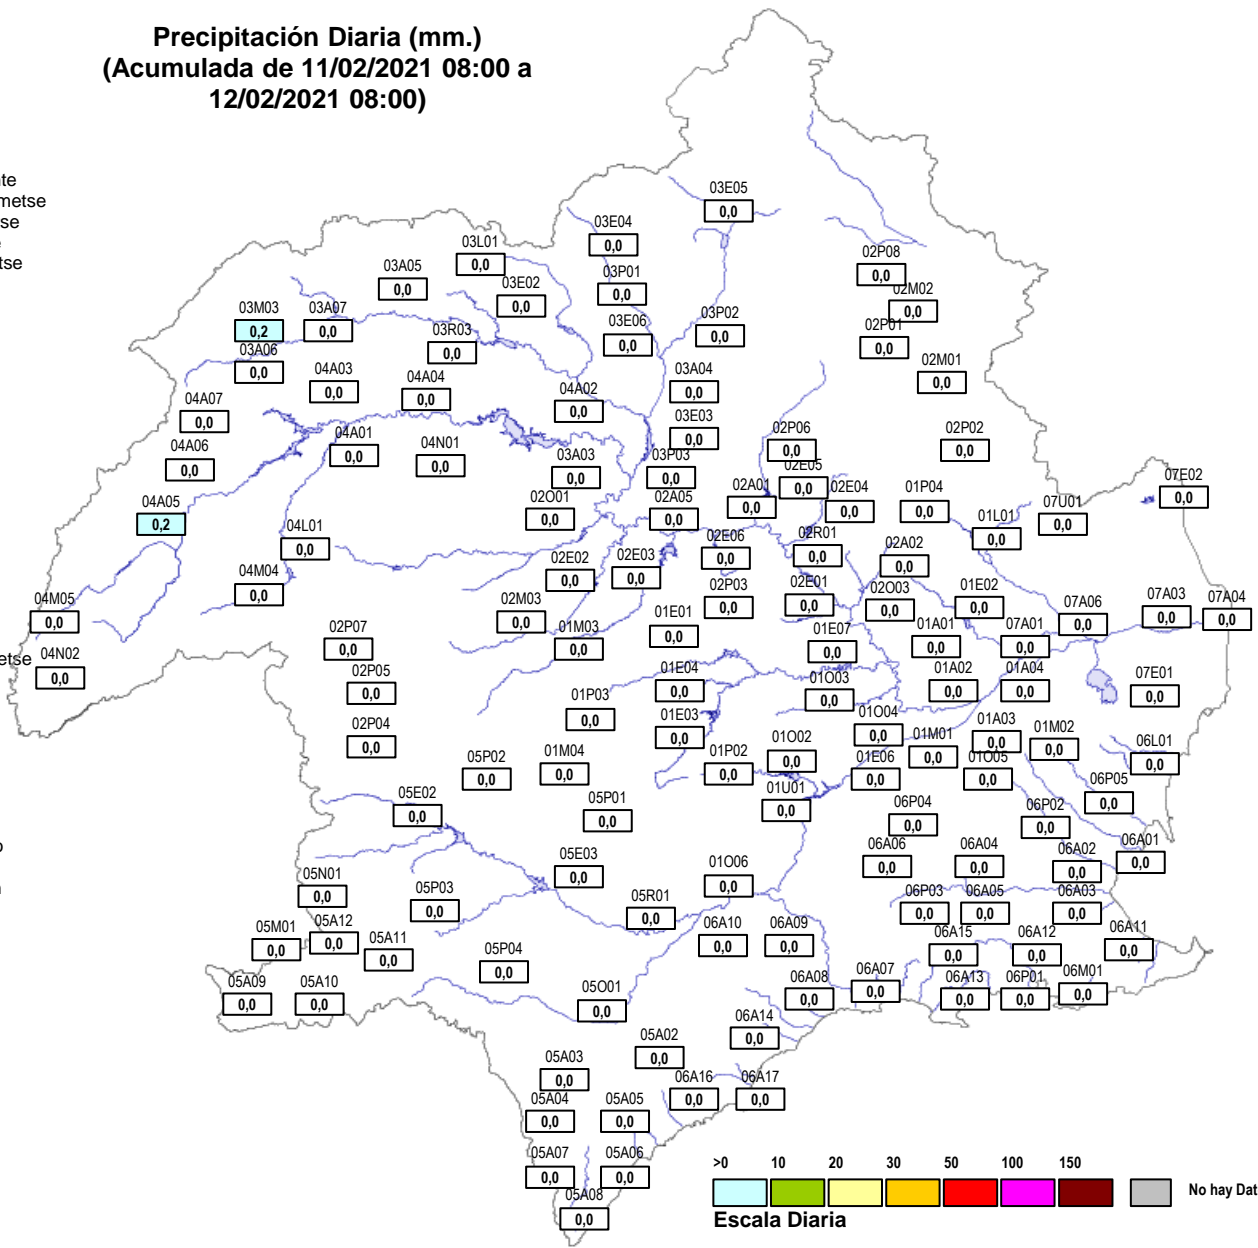 Precipitación Diaria (mm.)
(Acumulada de 11/02/2021 08:00 a
12/02/2021 08:00)
te
metse
se
tse
etse
o
03E05
0,0
03E04
0,0
03L01
0,0
02P08
0,0
03A05
0,0
03P01
0,0
03E02
0,0
02M02
0,0
03M03
0,2
03A07
0,0
03P02
0,0
03E06
0,0
03R03
0,0
02P01
0,0
03A06
0,0
02M01
0,0
04A03
0,0
04A04
0,0
04A02
0,0
03A04
0,0
04A07
0,0
03E03
0,0
02P06
0,0
02P02
0,0
04A01
0,0
04N01
0,0
04A06
0,0
03A03
0,0
03P03
0,0
02E05
0,0
07E02
0,0
02A01
0,0
02E04
0,0
01P04
0,0
04A05
0,2
02O01
0,0
02A05
0,0
07U01
0,0
01L01
0,0
04L01
0,0
02E06
0,0
02R01
0,0
02A02
0,0
02E02
0,0
02E03
0,0
04M04
0,0
02P03
0,0
02E01
0,0
02O03
0,0
01E02
0,0
04M05
0,0
02M03
0,0
07A06
0,0
07A03
0,0
07A04
0,0
01E01
0,0
02P07
0,0
01M03
0,0
01E07
0,0
01A01
0,0
07A01
0,0
04N02
0,0
02P05
0,0
01E04
0,0
01O03
0,0
01A02
0,0
01A04
0,0
07E01
0,0
01P03
0,0
02P04
0,0
01E03
0,0
01O04
0,0
01A03
0,0
01M02
0,0
01M01
0,0
05P02
0,0
01M04
0,0
01P02
0,0
01O02
0,0
01E06
0,0
01O05
0,0
06L01
0,0
05E02
0,0
05P01
0,0
01U01
0,0
06P04
0,0
06P02
0,0
06P05
0,0
05E03
0,0
01O06
0,0
06A06
0,0
06A04
0,0
06A02
0,0
06A01
0,0
05N01
0,0
05P03
0,0
05R01
0,0
06P03
0,0
06A05
0,0
06A03
0,0
05M01
0,0
05A12
0,0
05A11
0,0
06A10
0,0
06A09
0,0
06A15
0,0
06A12
0,0
06A11
0,0
05P04
0,0
05A09
0,0
05A10
0,0
05O01
0,0
06A08
0,0
06A07
0,0
06A13
0,0
06P01
0,0
06M01
0,0
06A14
0,0
05A02
0,0
05A03
0,0
06A16
0,0
06A17
0,0
05A04
0,0
05A05
0,0
05A07
0,0
05A06
0,0
05A08
0,0
>0 10 20 30 50 100 150
No hay Dat
Escala Diaria